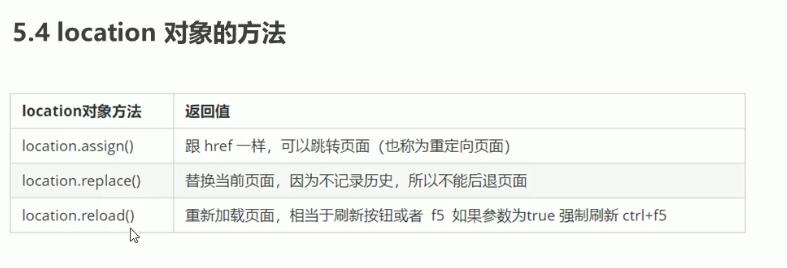 5.4 location 对象的方法
location对象方法 返回值
location.assign() 跟 href 一样，可以跳转页面（也称为重定向页面）
location.replace() 替换当前页面，因为不记录历史，所以不能后退页面
location.reload() 重新加载页面，相当于刷新按钮或者 f5 如果参数为true 强制刷新 ctrl+f5